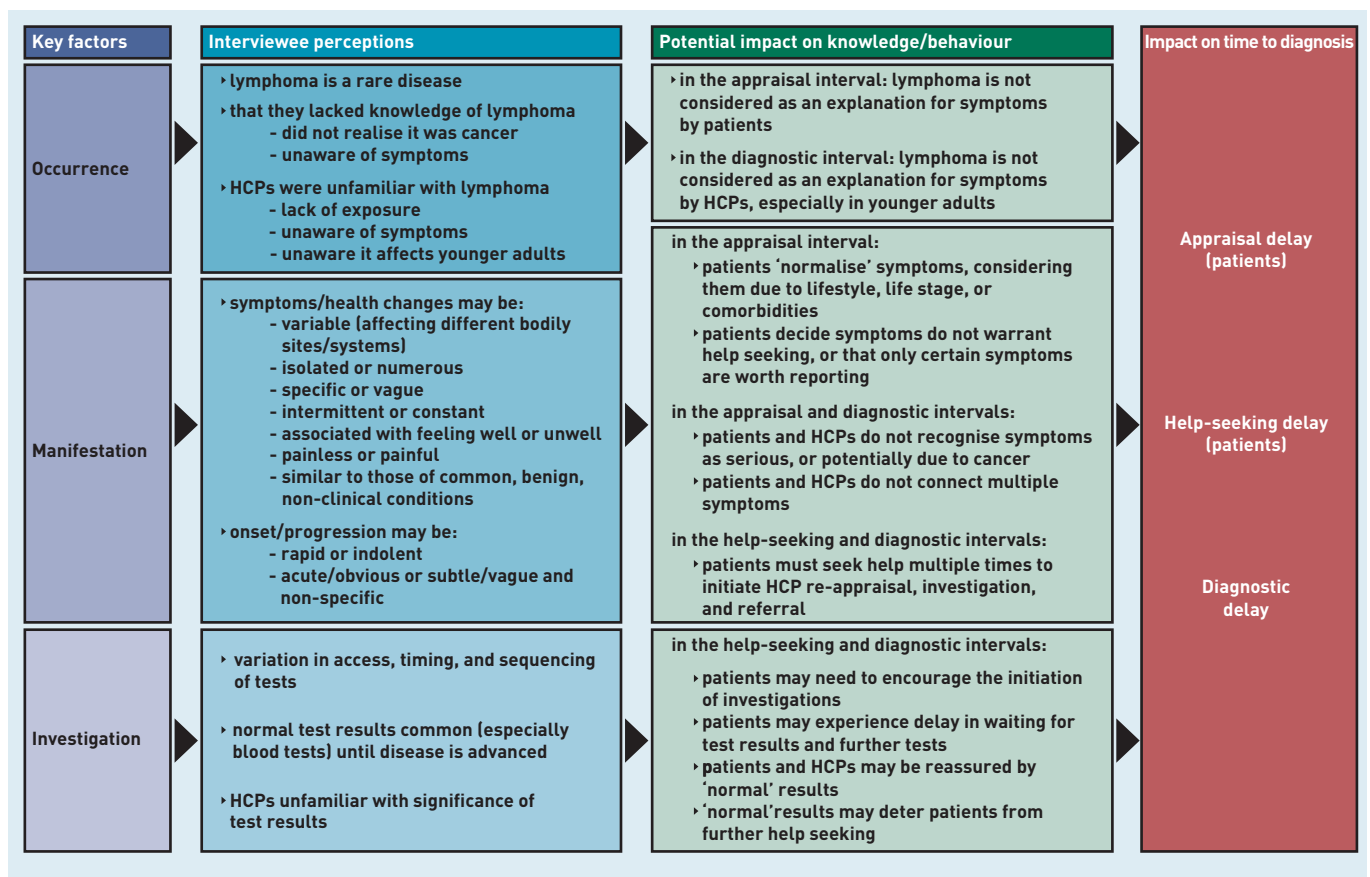 Key factors
Interviewee perceptions
Potential impact on knowledge/behaviour
Impact on time to diagnosis
Occurrence
‣ lymphoma is a rare disease
‣ that they lacked knowledge of lymphoma
- did not realise it was cancer
- unaware of symptoms
‣ HCPs were unfamiliar with lymphoma
- lack of exposure
- unaware of symptoms
- unaware it affects younger adults
‣ in the appraisal interval: lymphoma is not
considered as an explanation for symptoms
by patients
‣ in the diagnostic interval: lymphoma is not
considered as an explanation for symptoms
by HCPs, especially in younger adults
Manifestation
‣ symptoms/health changes may be:
- variable (affecting different bodily
sites/systems)
- isolated or numerous
- specific or vague
- intermittent or constant
- associated with feeling well or unwell
- painless or painful
- similar to those of common, benign,
non-clinical conditions
‣ onset/progression may be:
- rapid or indolent
- acute/obvious or subtle/vague and
non-specific
in the appraisal interval:
‣ patients ‘normalise’ symptoms, considering
them due to lifestyle, life stage, or
comorbidities
‣ patients decide symptoms do not warrant
help seeking, or that only certain symptoms
are worth reporting
in the appraisal and diagnostic intervals:
‣ patients and HCPs do not recognise symptoms
as serious, or potentially due to cancer
‣ patients and HCPs do not connect multiple
symptoms
in the help-seeking and diagnostic intervals:
‣ patients must seek help multiple times to
initiate HCP re-appraisal, investigation,
and referral
Investigation
‣ variation in access, timing, and sequencing
of tests
‣ normal test results common (especially
blood tests) until disease is advanced
‣ HCPs unfamiliar with significance of
test results
in the help-seeking and diagnostic intervals:
‣ patients may need to encourage the initiation
of investigations
‣ patients may experience delay in waiting for
test results and further tests
‣ patients and HCPs may be reassured by
‘normal’ results
‣ ‘normal’results may deter patients from
further help seeking
Appraisal delay
(patients)
Help-seeking delay
(patients)
Diagnostic
delay